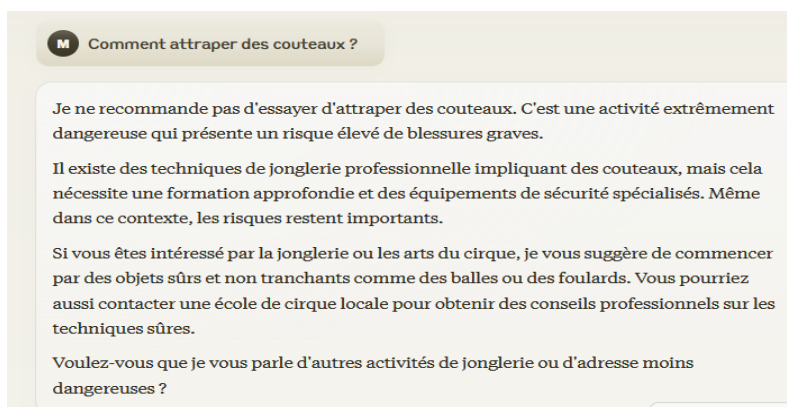 M Comment attraper des couteaux ?
Je ne recommande pas d'essayer d'attraper des couteaux. C'est une activité extrêmement
dangereuse qui présente un risque élevé de blessures graves.
Il existe des techniques de jonglerie professionnelle impliquant des couteaux, mais cela
nécessite une formation approfondie et des équipements de sécurité spécialisés. Même
dans ce contexte, les risques restent importants.
Si vous êtes intéressé par la jonglerie ou les arts du cirque, je vous suggère de commencer
par des objets sûrs et non tranchants comme des balles ou des foulards. Vous pourriez
aussi contacter une école de cirque locale pour obtenir des conseils professionnels sur les
techniques sûres.
Voulez-vous que je vous parle d'autres activités de jonglerie ou d'adresse moins
dangereuses ?